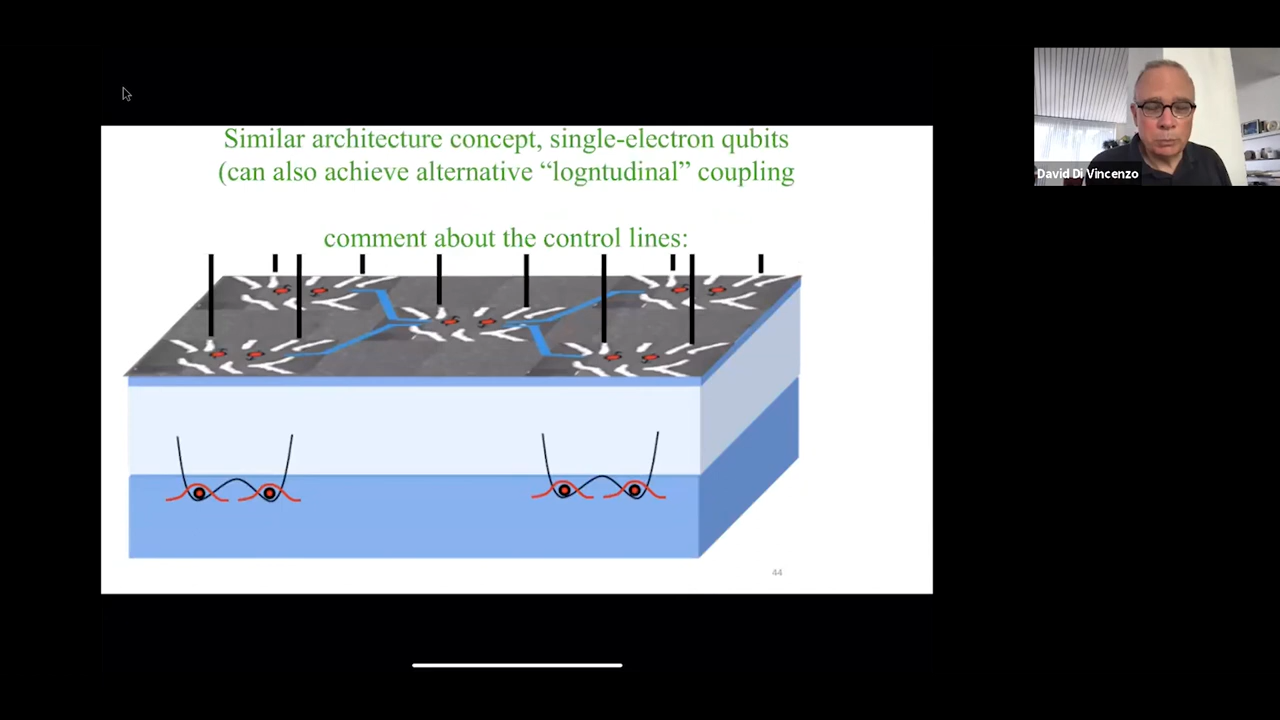 Similar architecture concept, single-electron qubits
(can also achieve alternative “logntudinal” coupling
comment about the control lines:
44
David Di Vincenzo